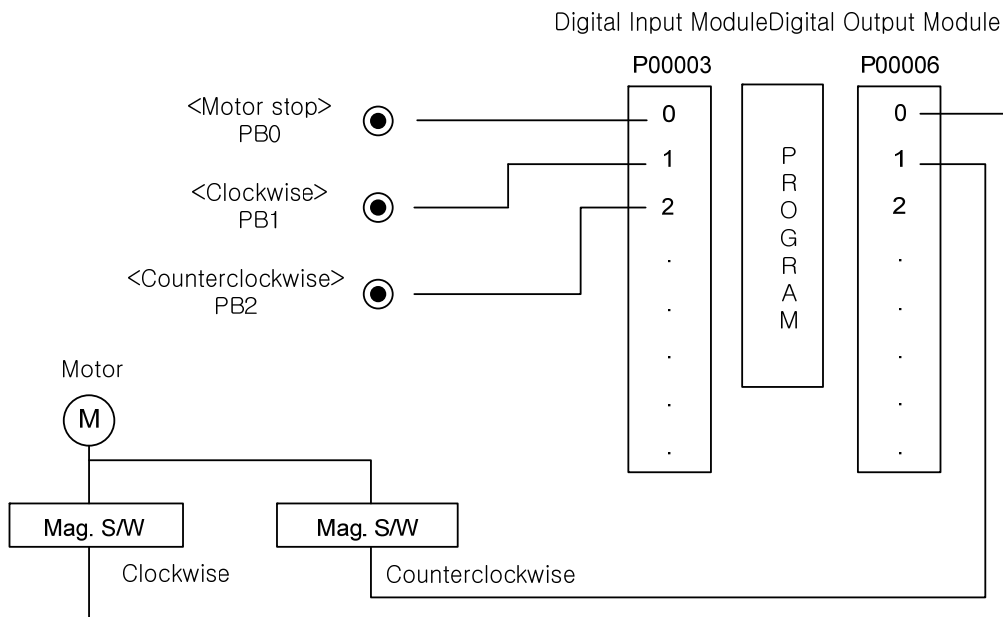 Digital Input ModuleDigital Output Module
P00003
P00006
<Motor stop>
PB0
<Clockwise>
PB1
<Counterclockwise>
PB2
0
1
2
.
.
.
.
.
P
R
O
G
R
A
M
0
1
2
.
.
.
.
.
Motor
M
Mag. S/W
Mag. S/W
Clockwise
Counterclockwise